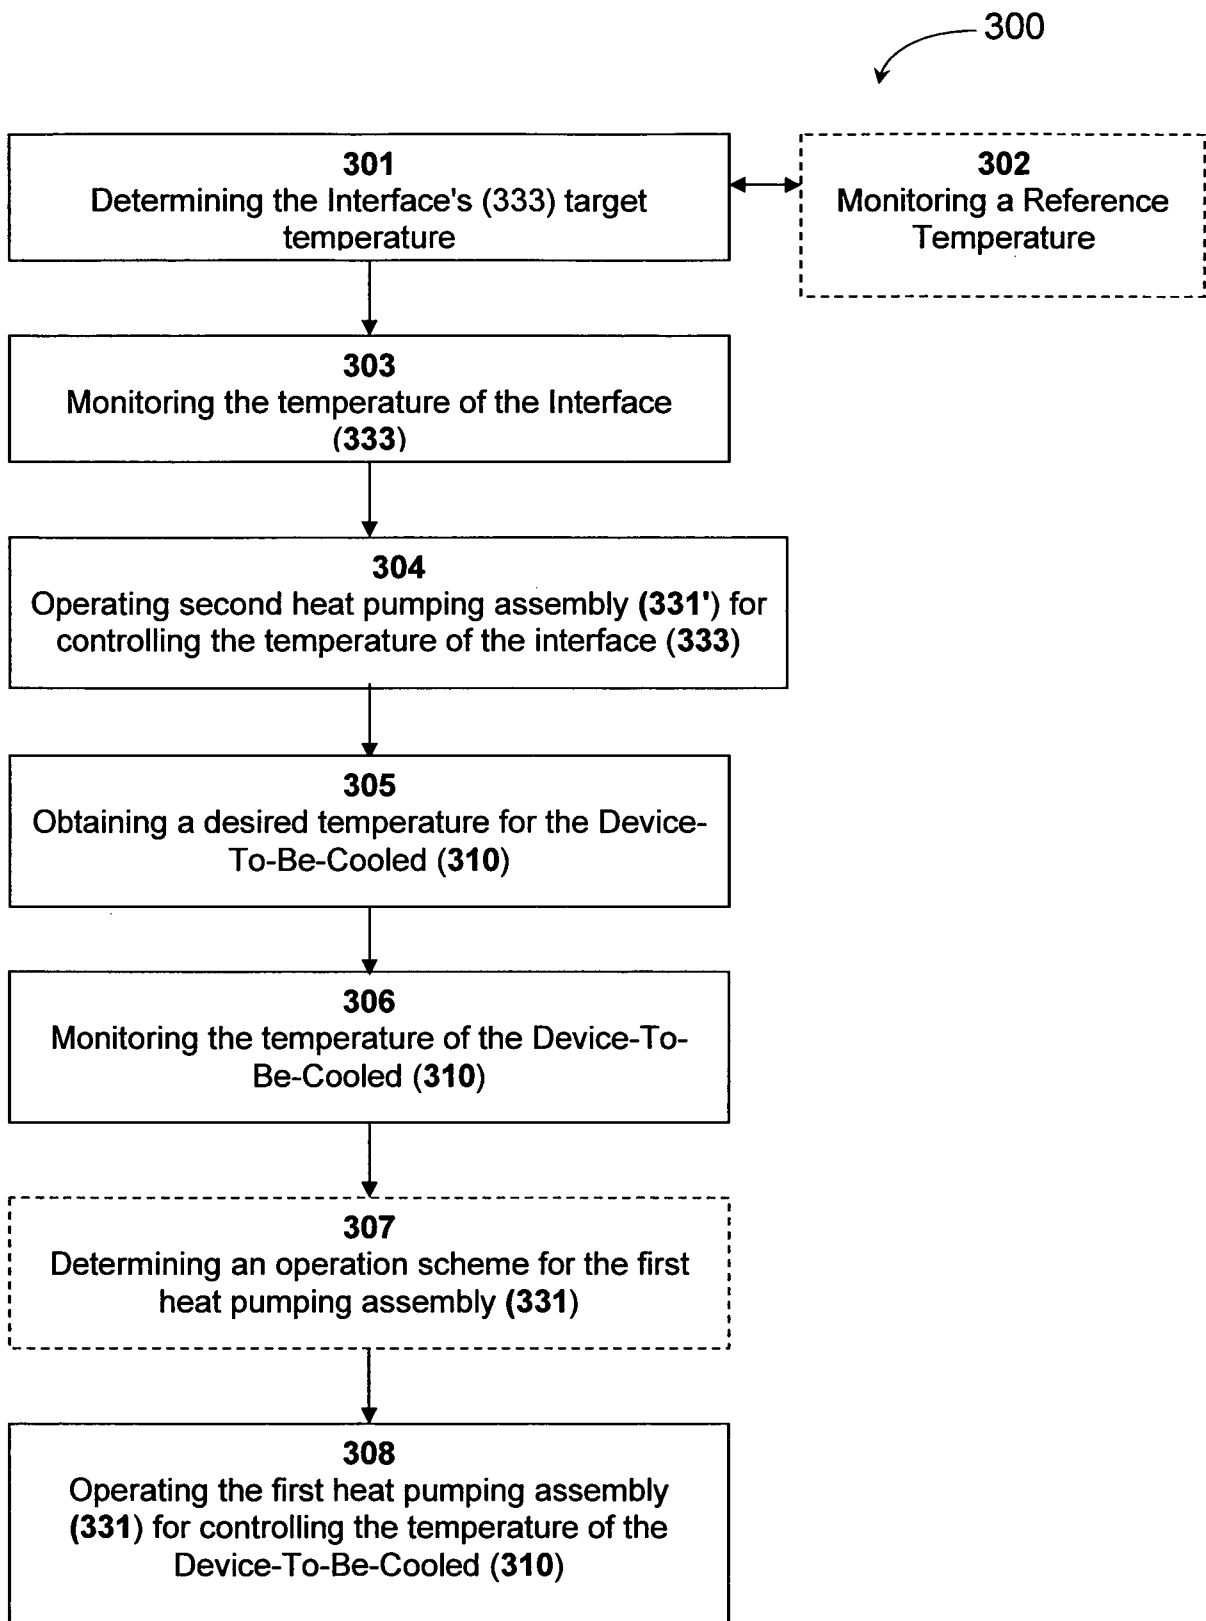 300
301
Determining the Interface's (333) target
temperature
302
Monitoring a Reference
Temperature
303
Monitoring the temperature of the Interface
(333)
304
Operating second heat pumping assembly (331') for
controlling the temperature of the interface (333)
305
Obtaining a desired temperature for the Device-
To-Be-Cooled (310)
306
Monitoring the temperature of the Device-To-
Be-Cooled (310)
307
Determining an operation scheme for the first
heat pumping assembly (331)
308
Operating the first heat pumping assembly
(331) for controlling the temperature of the
Device-To-Be-Cooled (310)